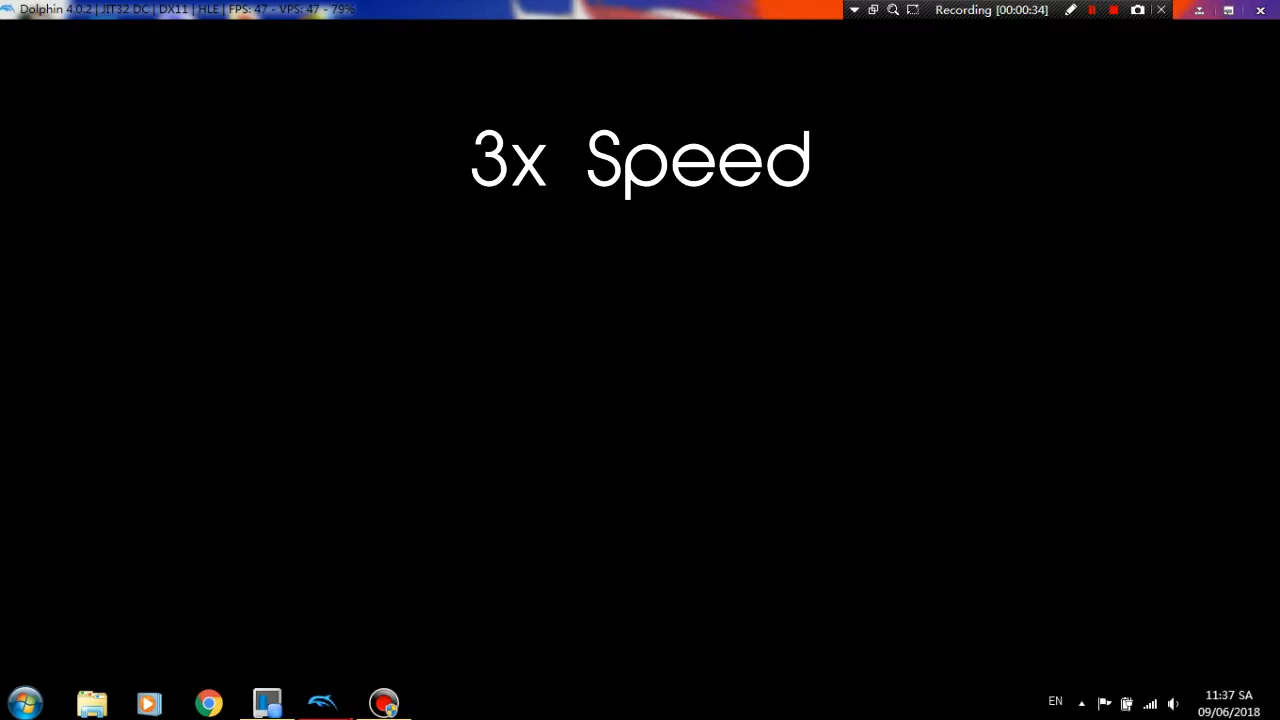 Dolphin 4.0.2 | JIT32 DC | DX11 | HLE | FPS: 47 - VPS: 47 - 79%
Recording [00:00:34]
3x Speed
EN
11:37 SA
09/06/2018